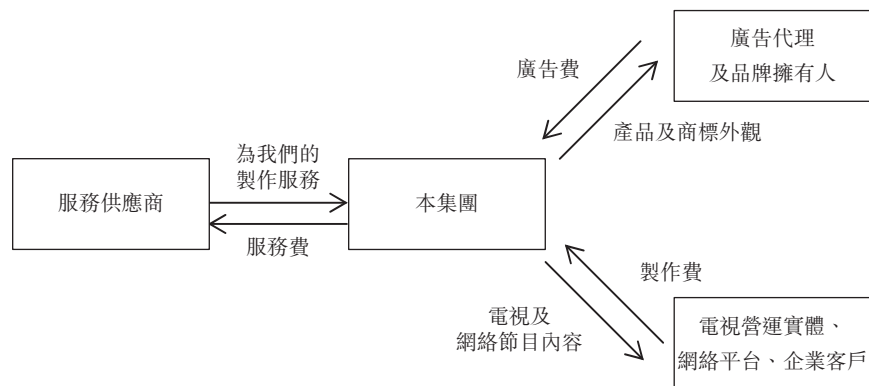 廣告代理
及品牌擁有人
廣告費
產品及商標外觀
為我們的
製作服務
服務供應商
本集團
服務費
製作費
電視及
網絡節目內容
電視營運實體、
網絡平台、企業客戶